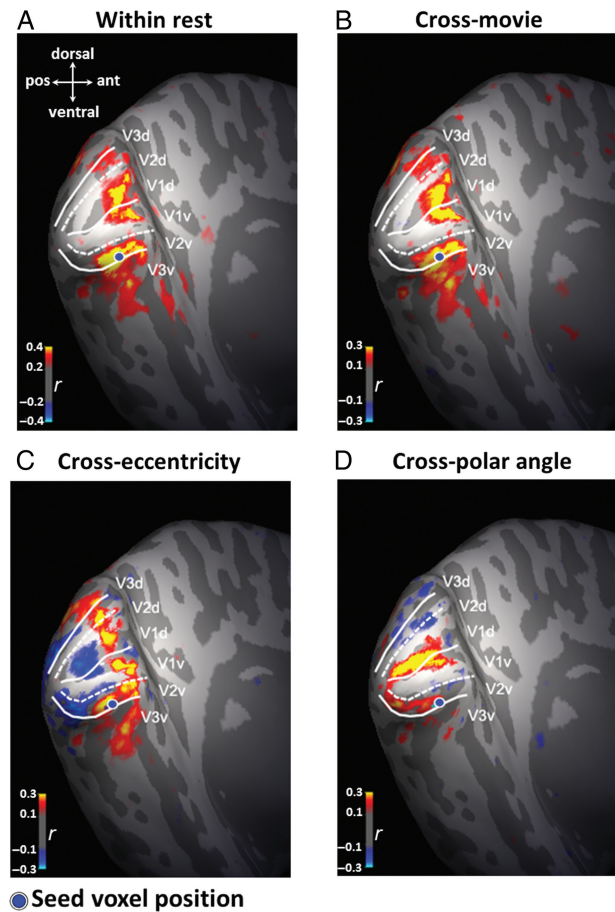 A Within rest
dorsal
pos ant
ventral
V3d
V2d
V1d
V1v
V2v
V3v
0.4
0.2
r
−0.2
−0.4
B Cross-movie
V3d
V2d
V1d
V1v
V2v
V3v
0.3
0.1
r
−0.1
−0.3
C Cross-eccentricity
V3d
V2d
V1d
V1v
V2v
V3v
0.3
0.1
r
−0.1
−0.3
D Cross-polar angle
V3d
V2d
V1d
V1v
V2v
V3v
0.3
0.1
r
−0.1
−0.3
Seed voxel position